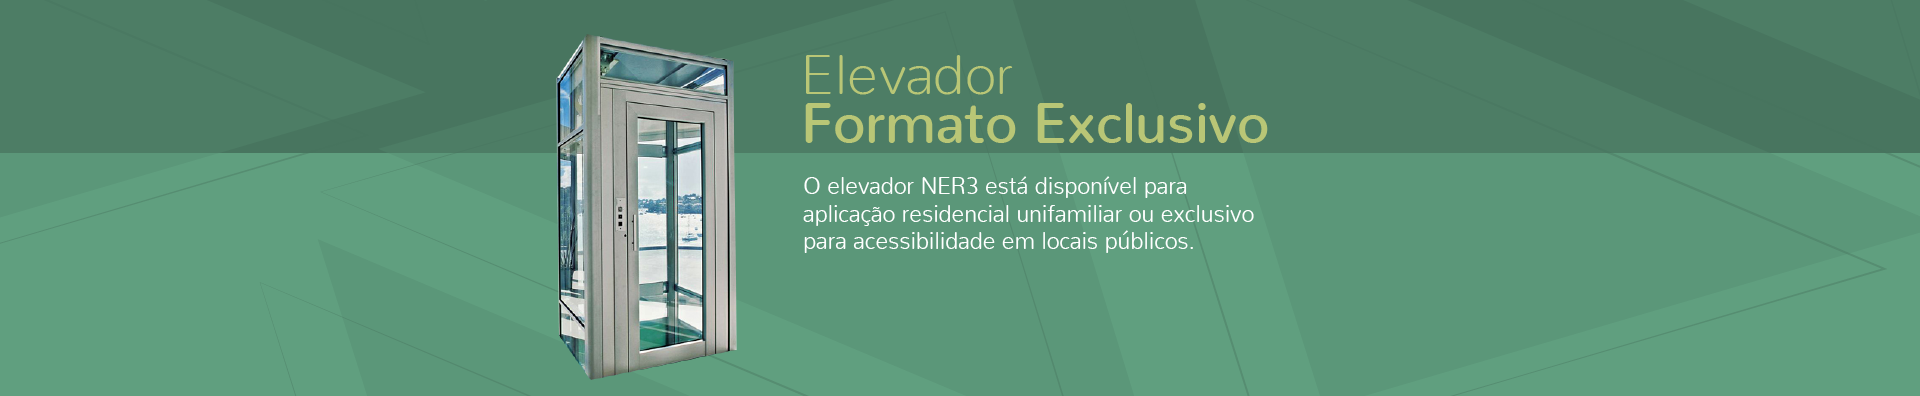 Elevador
Formato Exclusivo
O elevador NER3 está disponível para
aplicação residencial unifamiliar ou exclusivo
para acessibilidade em locais públicos.